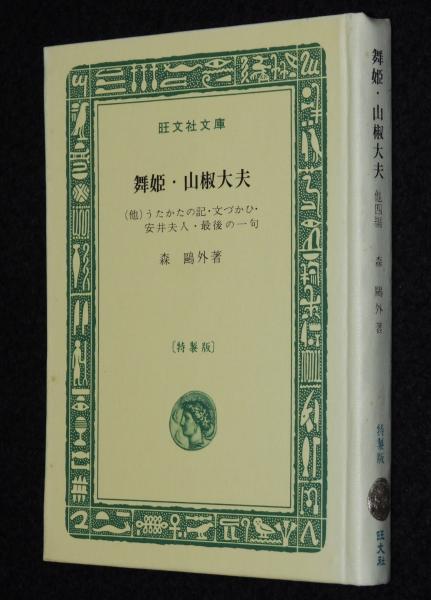 旺文社文庫
舞姫・山椒大夫
(他)うたかたの記・文づかひ・
安井夫人・最後の一句
森 鷗外著
[特製版]
舞姫・山椒大夫 他四編 森 鷗外著
特製版
旺文社